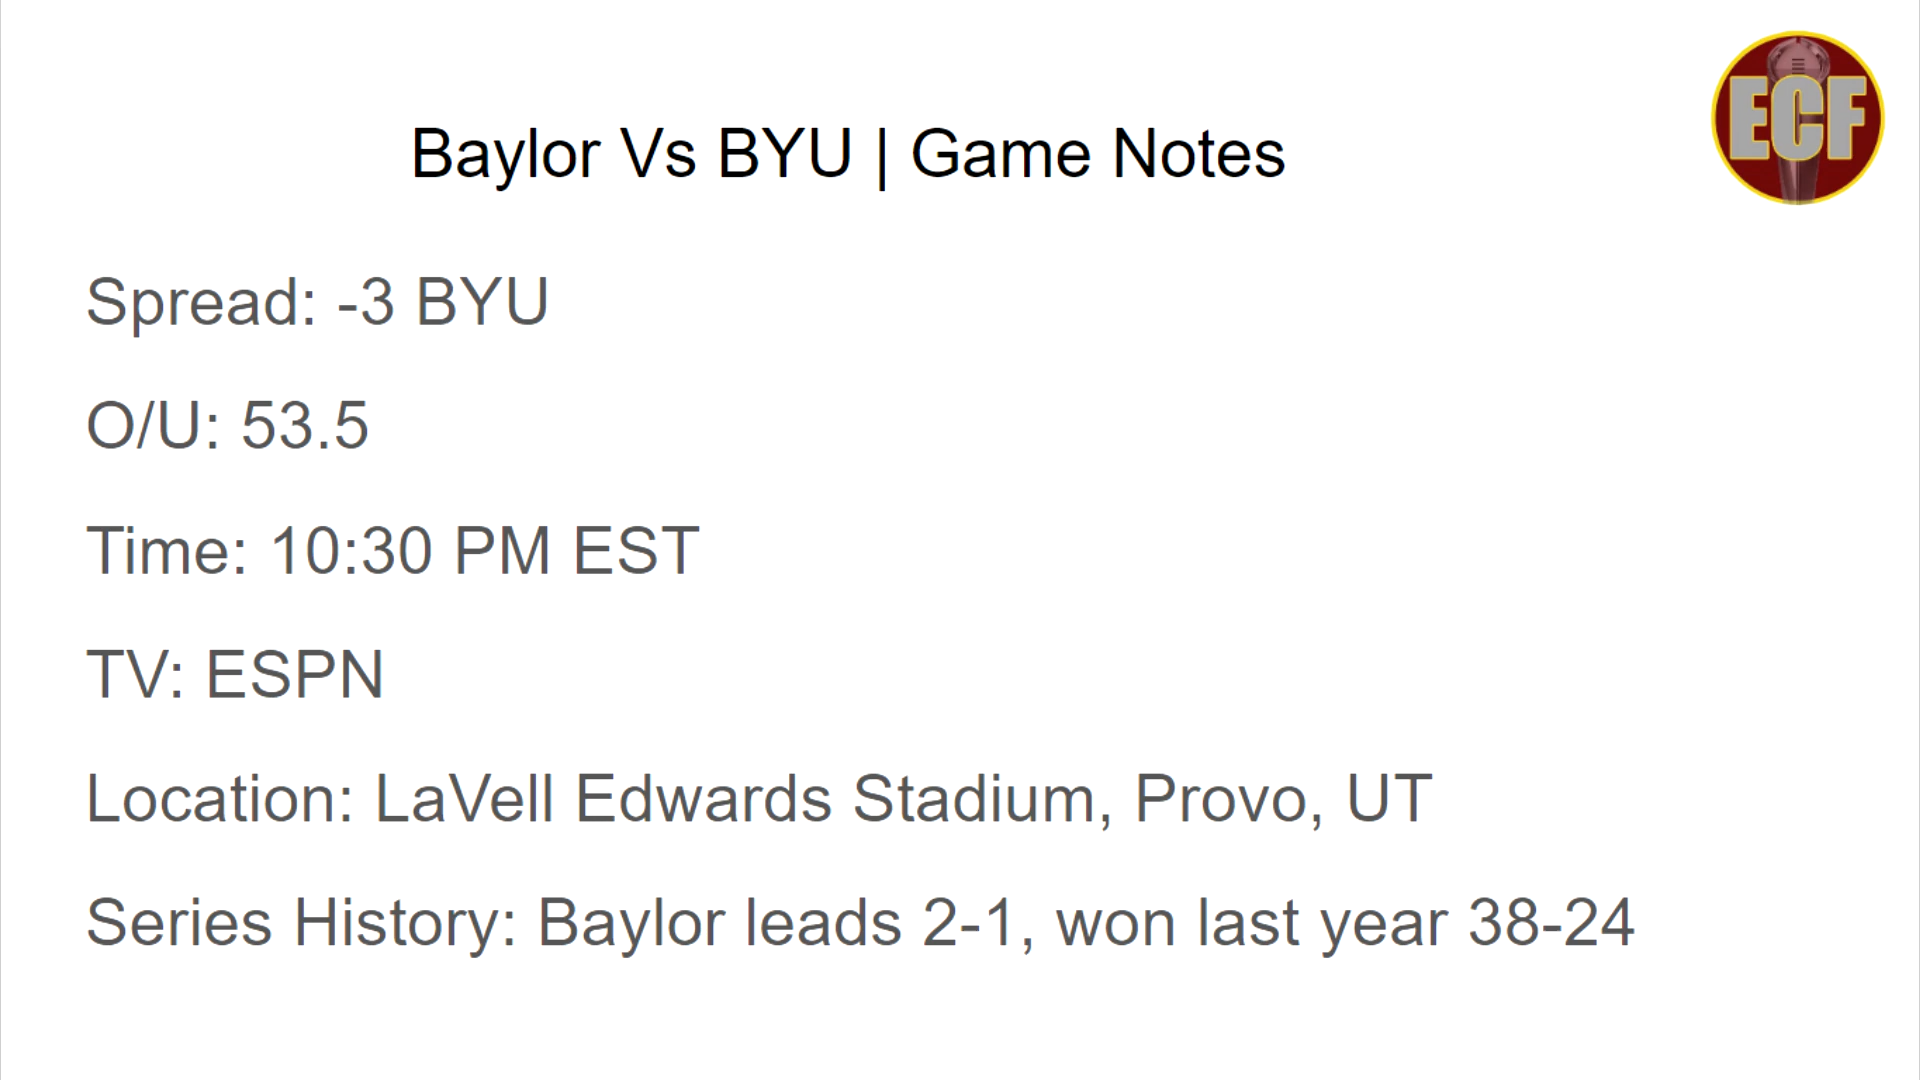 ECF
Baylor Vs BYU | Game Notes
Spread: -3 BYU
O/U: 53.5
Time: 10:30 PM EST
TV: ESPN
Location: LaVell Edwards Stadium, Provo, UT
Series History: Baylor leads 2-1, won last year 38-24